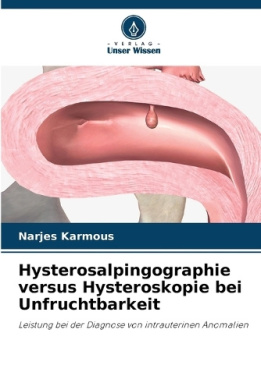 VERLAG
Unser Wissen
Narjes Karmous
Hysterosalpingographie
versus Hysteroskopie bei
Unfruchtbarkeit
Leistung bei der Diagnose von intrauterinen Anomalien